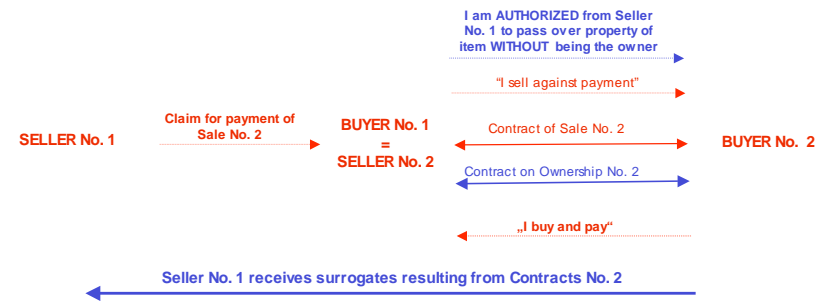 I am AUTHORIZED from Seller
No. 1 to pass over property of
item WITHOUT being the owner
“I sell against payment”
Claim for payment of
Sale No. 2
SELLER No. 1
BUYER No. 1
=
SELLER No. 2
Contract of Sale No. 2
BUYER No. 2
Contract on Ownership No. 2
„I buy and pay“
Seller No. 1 receives surrogates resulting from Contracts No. 2